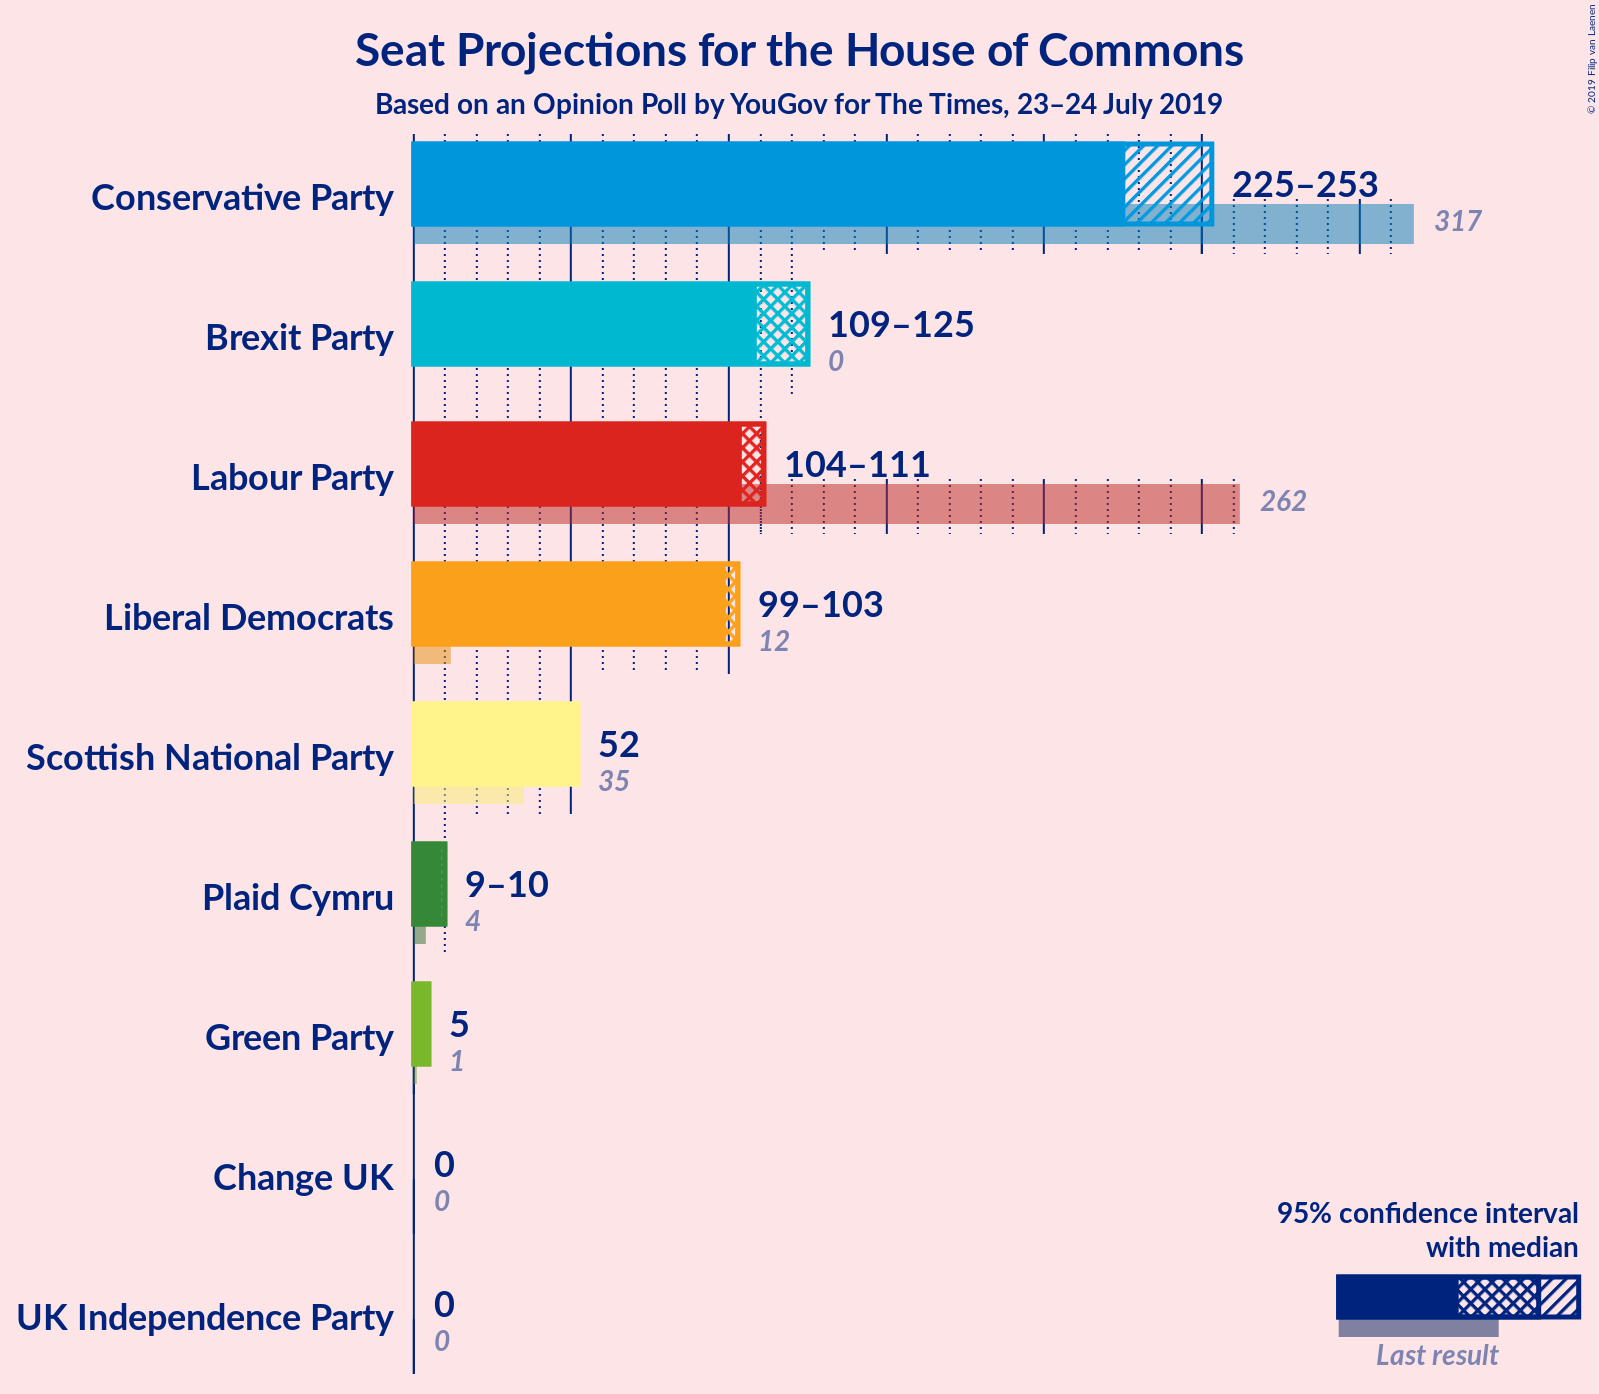 Seat Projections for the House of Commons
Based on an Opinion Poll by YouGov for The Times, 23–24 July 2019
© 2019 Filip van Laenen
Conservative Party
225–253
317
Brexit Party
109–125
0
Labour Party
104–111
262
Liberal Democrats
99–103
12
Scottish National Party
52
35
Plaid Cymru
9–10
4
Green Party
5
1
Change UK
0
0
UK Independence Party
0
0
95% confidence interval
with median
Last result